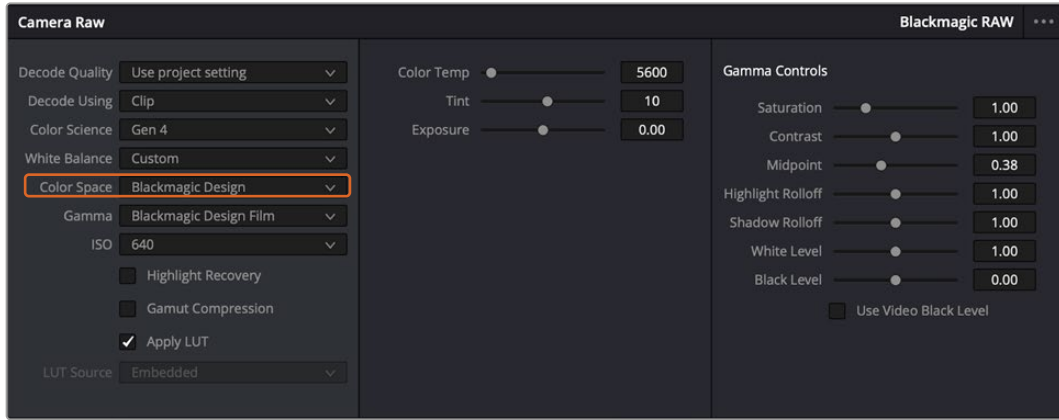 Camera Raw
Blackmagic RAW
Decode Quality Use project setting
Decode Using Clip
Color Science Gen 4
White Balance Custom
Color Space Blackmagic Design
Gamma Blackmagic Design Film
ISO 640
Highlight Recovery
Gamut Compression
Apply LUT
LUT Source Embedded
Color Temp 5600
Tint 10
Exposure 0.00
Gamma Controls
Saturation 1.00
Contrast 1.00
Midpoint 0.38
Highlight Rolloff 1.00
Shadow Rolloff 1.00
White Level 1.00
Black Level 0.00
Use Video Black Level